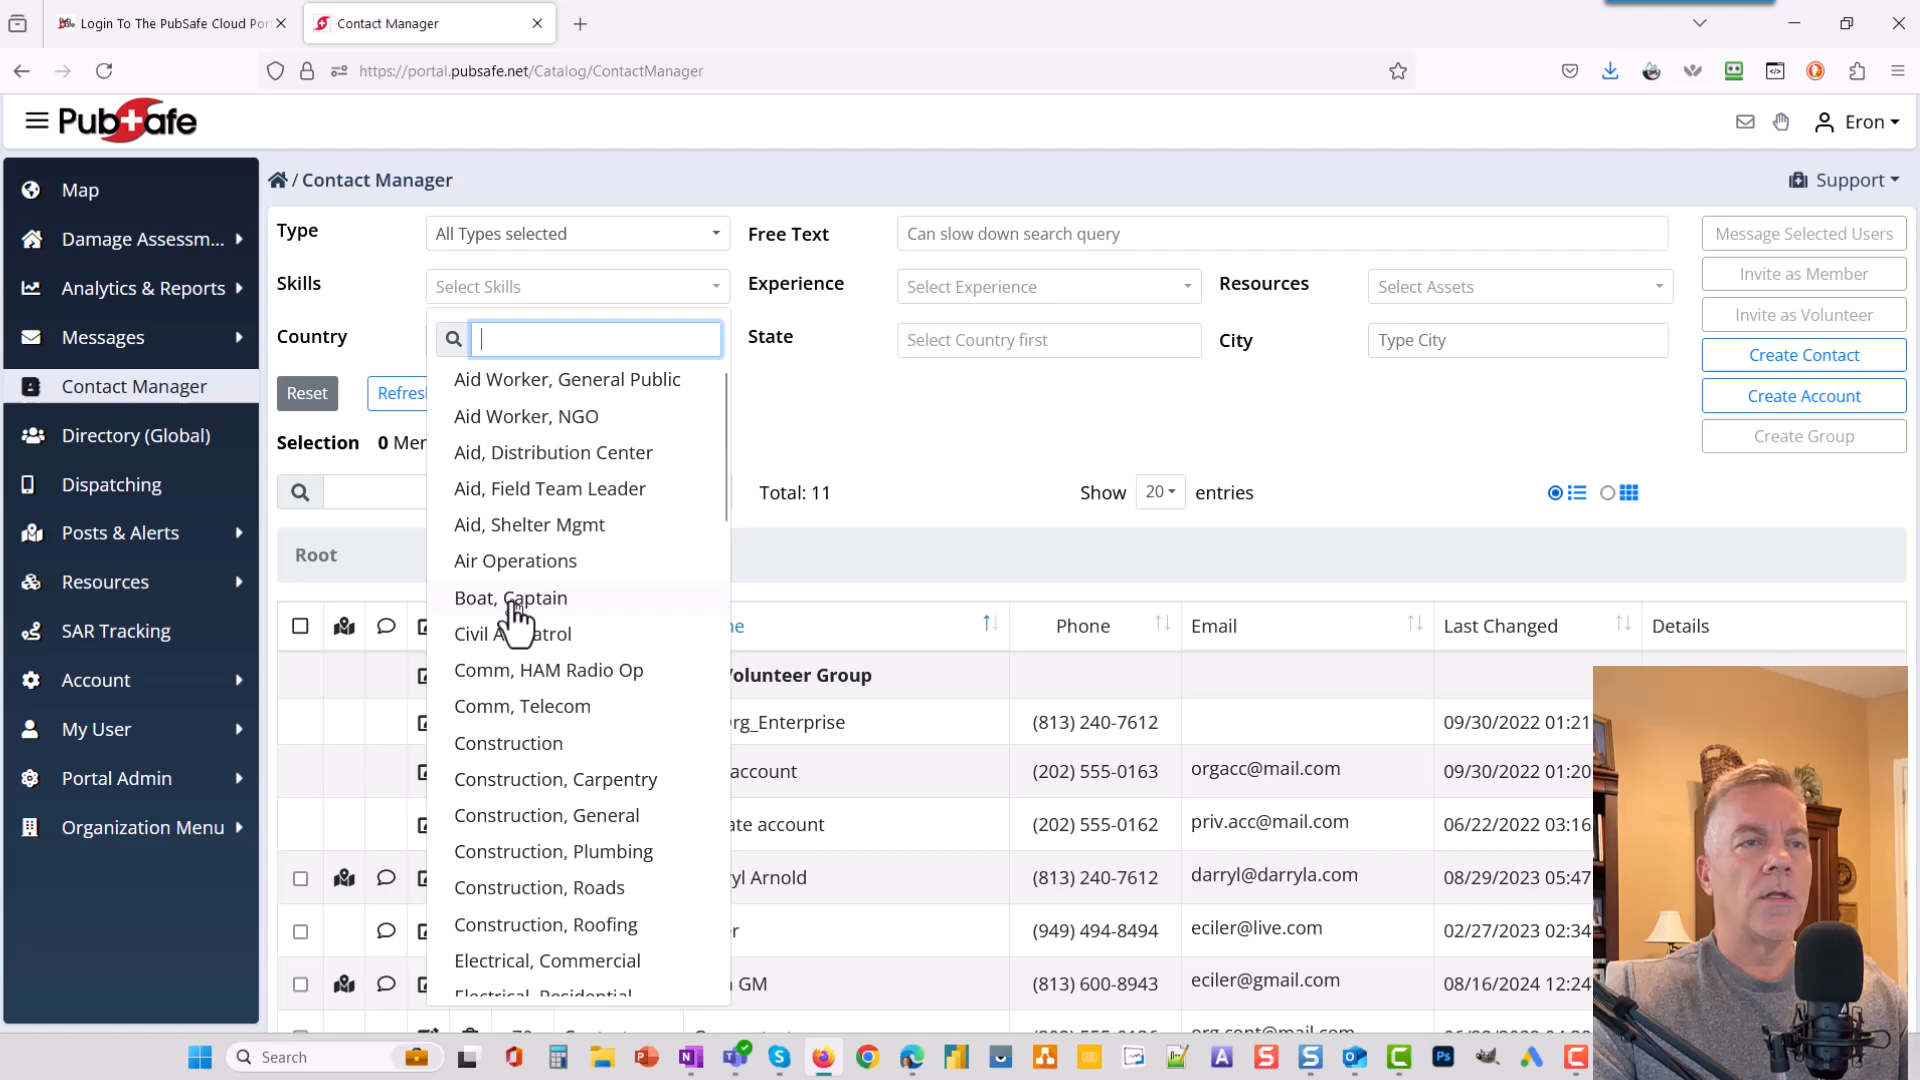 Login To The PubSafe Cloud Por
Contact Manager
https://portal.pubsafe.net/Catalog/ContactManager
PubSafe
Eron
Map
Damage Assessm...
Analytics & Reports
Messages
Contact Manager
Directory (Global)
Dispatching
Posts & Alerts
Resources
SAR Tracking
Account
My User
Portal Admin
Organization Menu
/ Contact Manager
Support
Type
All Types selected
Free Text
Can slow down search query
Message Selected Users
Skills
Select Skills
Experience
Select Experience
Resources
Select Assets
Invite as Member
Invite as Volunteer
Country
State
Select Country first
City
Type City
Create Contact
Reset
Refresh
Create Account
Create Group
Selection
0 Mem
Total: 11
Show
20
entries
Root
Aid Worker, General Public
Aid Worker, NGO
Aid, Distribution Center
Aid, Field Team Leader
Aid, Shelter Mgmt
Air Operations
Boat, Captain
Civil A
atrol
Comm, HAM Radio Op
Comm, Telecom
Construction
Construction, Carpentry
Construction, General
Construction, Plumbing
Construction, Roads
Construction, Roofing
Electrical, Commercial
Electrical, Residential
me
Phone
Email
Last Changed
Details
Volunteer Group
Org_Enterprise
(813) 240-7612
09/30/2022 01:21
account
(202) 555-0163
orgacc@mail.com
09/30/2022 01:20
ate account
(202) 555-0162
priv.acc@mail.com
06/22/2022 03:16
yl Arnold
(813) 240-7612
darryl@darryla.com
08/29/2023 05:47
r
(949) 494-8494
eciler@live.com
02/27/2023 02:34
GM
(813) 600-8943
eciler@gmail.com
08/16/2024 12:24
Search